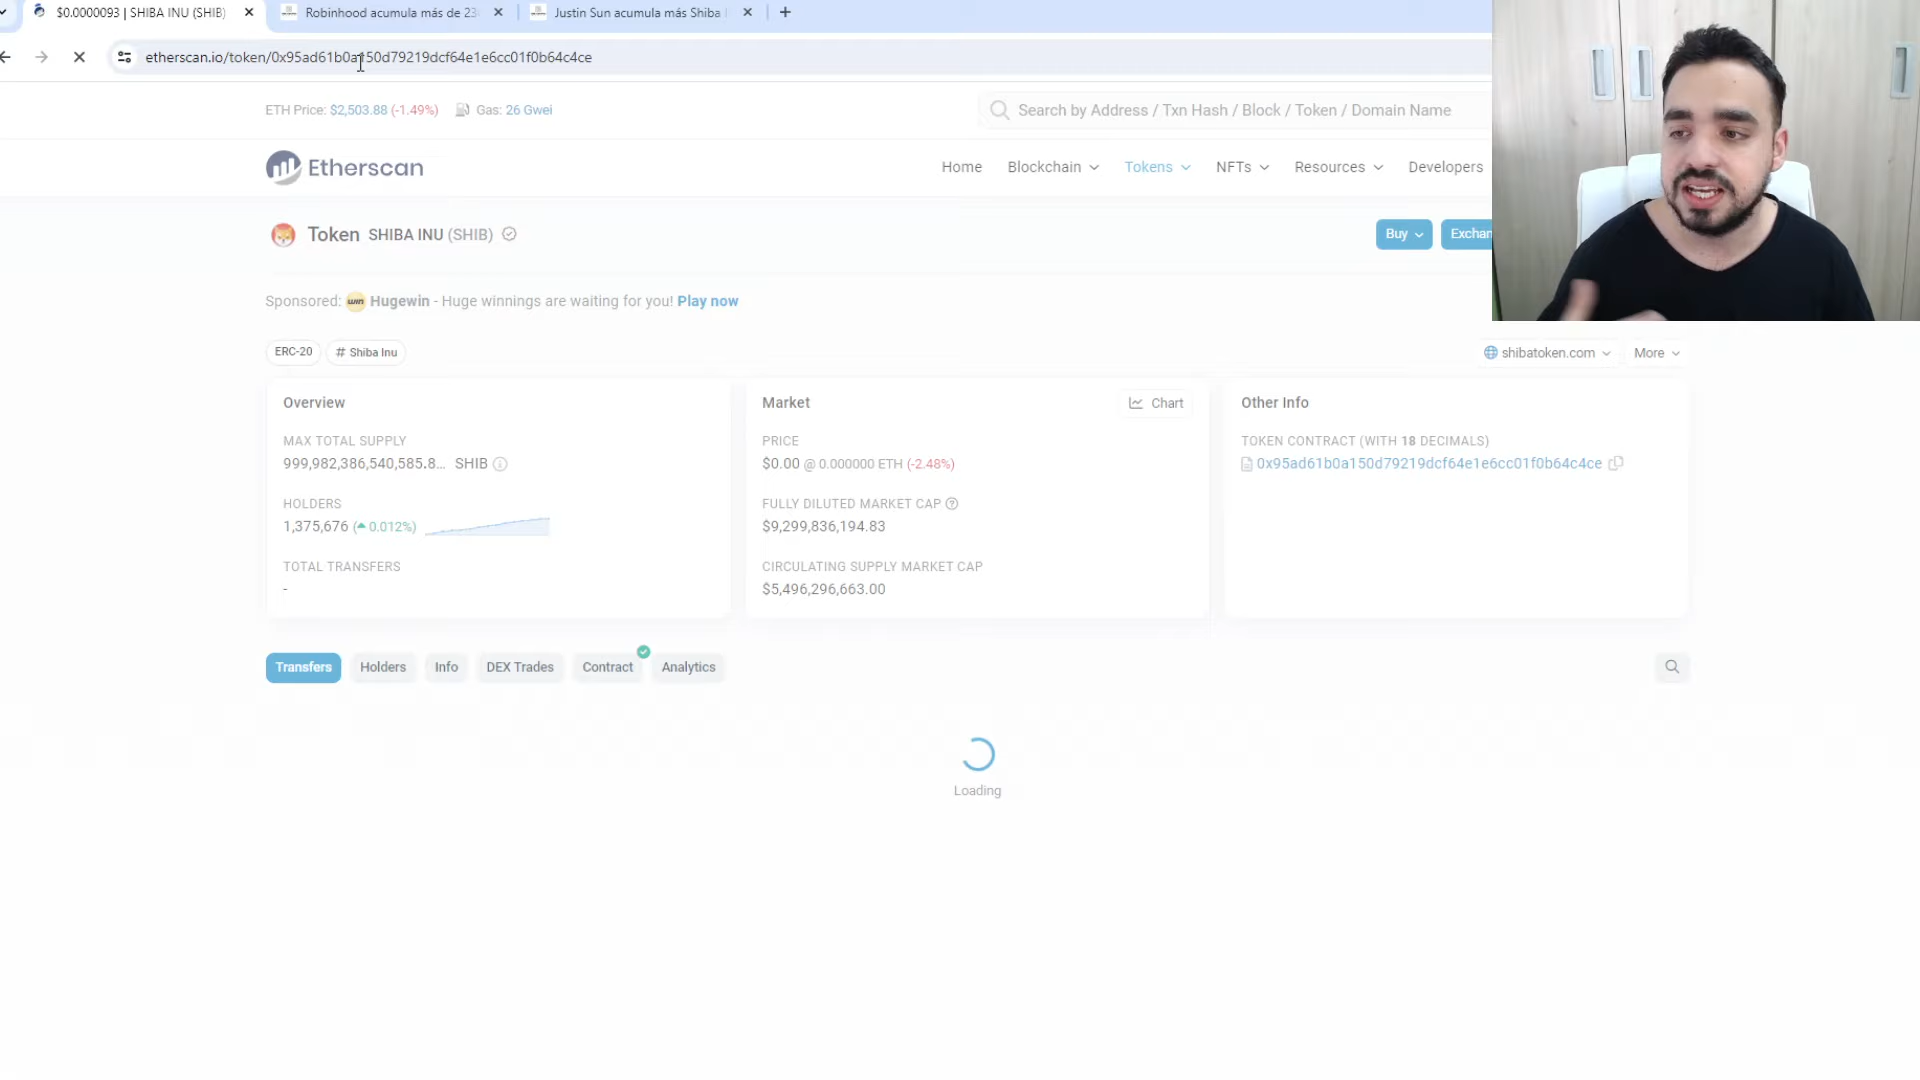 $0.0000093 | SHIBA INU (SHIB)
Robinhood acumula más de 23
Justin Sun acumula más Shiba
etherscan.io/token/0x95ad61b0a150d79219dcf64e1e6cc01f0b64c4ce
ETH Price: $2,503.88 (-1.49%) Gas: 26 Gwei
Search by Address / Txn Hash / Block / Token / Domain Name
Etherscan
Home Blockchain Tokens NFTs Resources Developers
Token SHIBA INU (SHIB)
Buy Exchan
Sponsored: Hugewin - Huge winnings are waiting for you! Play now
ERC-20 # Shiba Inu
shibatoken.com More
Overview
MAX TOTAL SUPPLY
999,982,386,540,585.8... SHIB
HOLDERS
1,375,676 (0.012%)
TOTAL TRANSFERS
-
Market
Chart
PRICE
$0.00 @ 0.000000 ETH (-2.48%)
FULLY DILUTED MARKET CAP
$9,299,836,194.83
CIRCULATING SUPPLY MARKET CAP
$5,496,296,663.00
Other Info
TOKEN CONTRACT (WITH 18 DECIMALS)
0x95ad61b0a150d79219dcf64e1e6cc01f0b64c4ce
Transfers Holders Info DEX Trades Contract Analytics
Loading